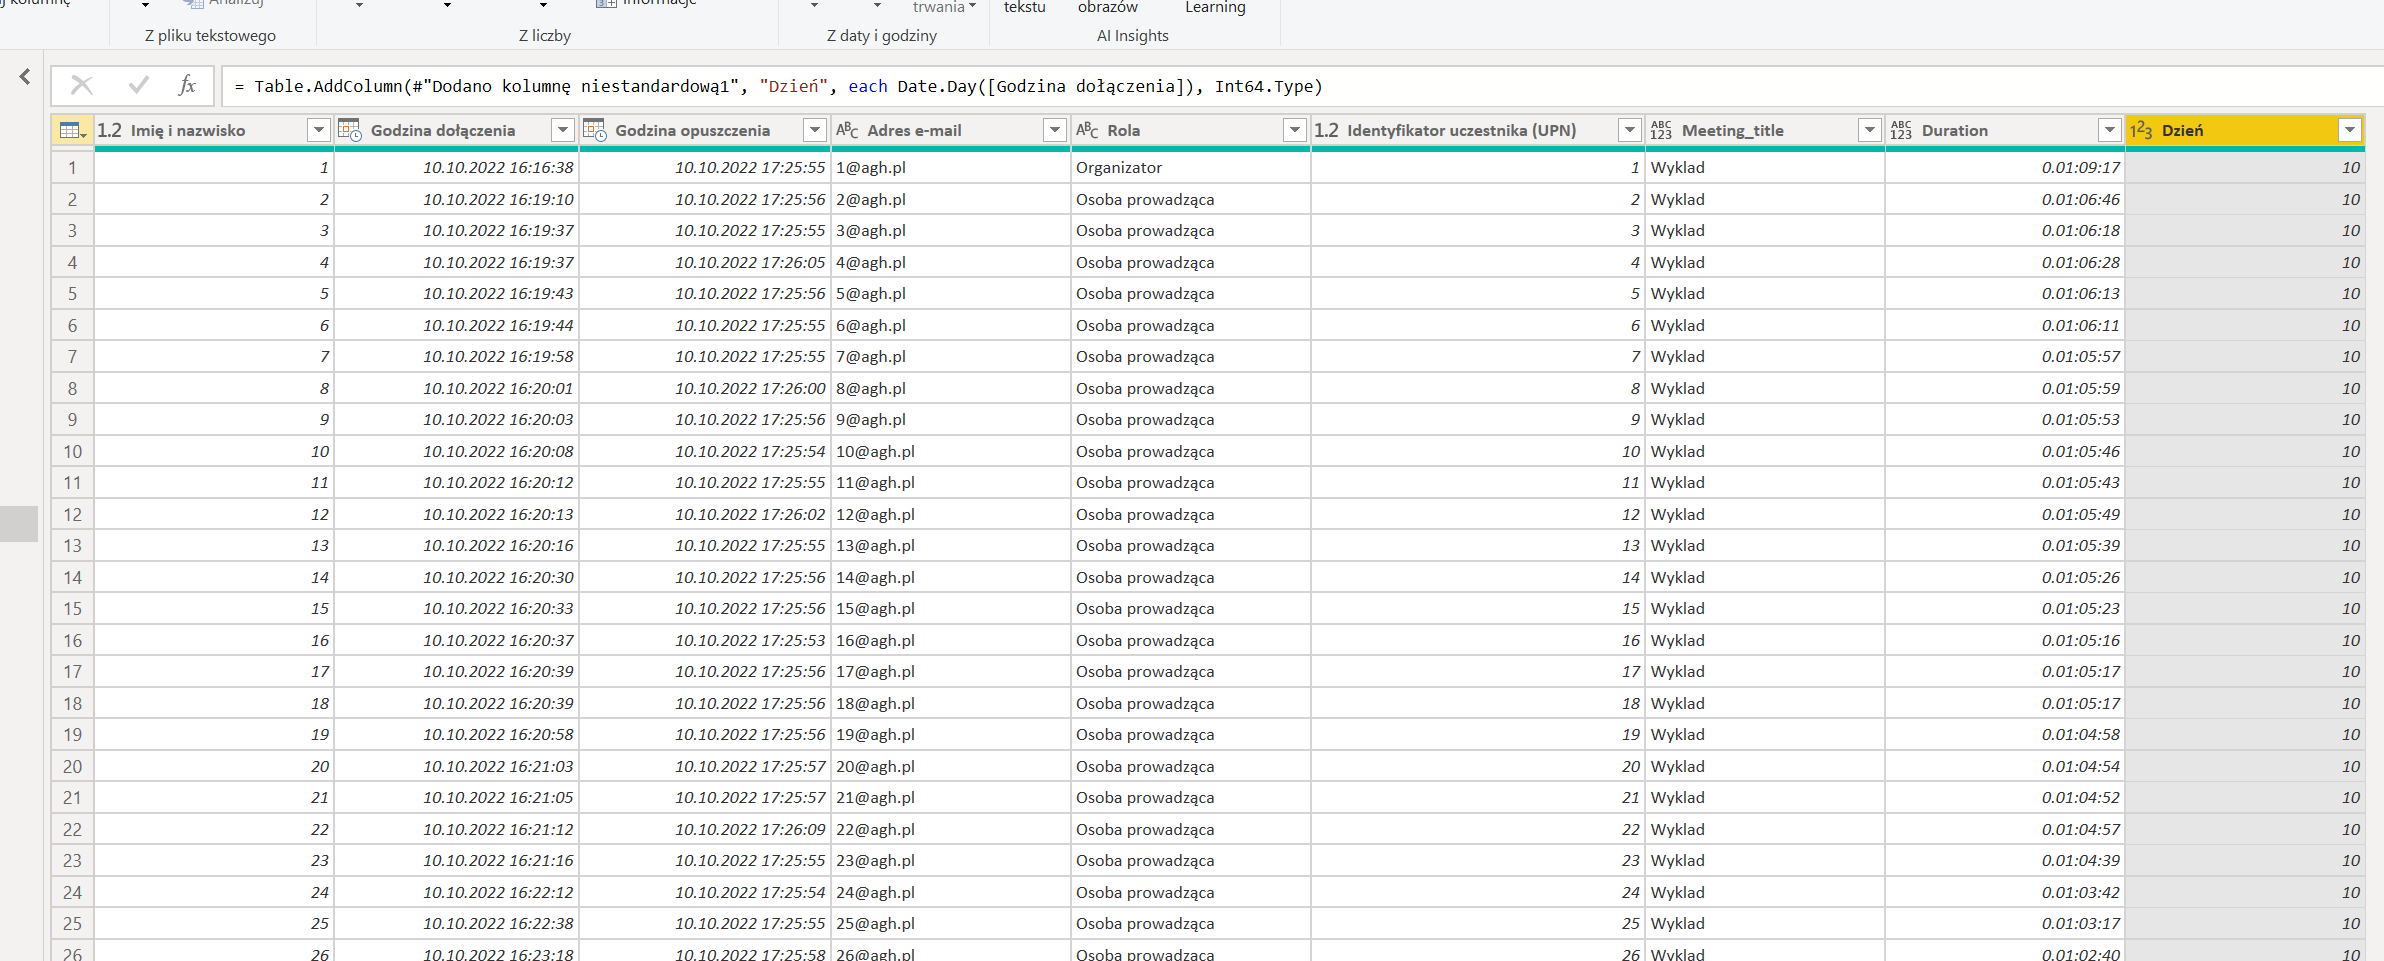 Analizuj
trwania tekstu obrazów Learning
Z pliku tekstowego Z liczby Z daty i godziny AI Insights
fx = Table.AddColumn(#"Dodano kolumnę niestandardową1", "Dzień", each Date.Day([Godzina dołączenia]), Int64.Type)
1.2 Imię i nazwisko Godzina dołączenia Godzina opuszczenia ABC Adres e-mail ABC Rola 1.2 Identyfikator uczestnika (UPN) ABC 123 Meeting_title ABC 123 Duration 123 Dzień
1 1 10.10.2022 16:16:38 10.10.2022 17:25:55 1@agh.pl Organizator 1 Wyklad 0.01:09:17 10
2 2 10.10.2022 16:19:10 10.10.2022 17:25:56 2@agh.pl Osoba prowadząca 2 Wyklad 0.01:06:46 10
3 3 10.10.2022 16:19:37 10.10.2022 17:25:55 3@agh.pl Osoba prowadząca 3 Wyklad 0.01:06:18 10
4 4 10.10.2022 16:19:37 10.10.2022 17:26:05 4@agh.pl Osoba prowadząca 4 Wyklad 0.01:06:28 10
5 5 10.10.2022 16:19:43 10.10.2022 17:25:56 5@agh.pl Osoba prowadząca 5 Wyklad 0.01:06:13 10
6 6 10.10.2022 16:19:44 10.10.2022 17:25:55 6@agh.pl Osoba prowadząca 6 Wyklad 0.01:06:11 10
7 7 10.10.2022 16:19:58 10.10.2022 17:25:55 7@agh.pl Osoba prowadząca 7 Wyklad 0.01:05:57 10
8 8 10.10.2022 16:20:01 10.10.2022 17:26:00 8@agh.pl Osoba prowadząca 8 Wyklad 0.01:05:59 10
9 9 10.10.2022 16:20:03 10.10.2022 17:25:56 9@agh.pl Osoba prowadząca 9 Wyklad 0.01:05:53 10
10 10 10.10.2022 16:20:08 10.10.2022 17:25:54 10@agh.pl Osoba prowadząca 10 Wyklad 0.01:05:46 10
11 11 10.10.2022 16:20:12 10.10.2022 17:25:55 11@agh.pl Osoba prowadząca 11 Wyklad 0.01:05:43 10
12 12 10.10.2022 16:20:13 10.10.2022 17:26:02 12@agh.pl Osoba prowadząca 12 Wyklad 0.01:05:49 10
13 13 10.10.2022 16:20:16 10.10.2022 17:25:55 13@agh.pl Osoba prowadząca 13 Wyklad 0.01:05:39 10
14 14 10.10.2022 16:20:30 10.10.2022 17:25:56 14@agh.pl Osoba prowadząca 14 Wyklad 0.01:05:26 10
15 15 10.10.2022 16:20:33 10.10.2022 17:25:56 15@agh.pl Osoba prowadząca 15 Wyklad 0.01:05:23 10
16 16 10.10.2022 16:20:37 10.10.2022 17:25:53 16@agh.pl Osoba prowadząca 16 Wyklad 0.01:05:16 10
17 17 10.10.2022 16:20:39 10.10.2022 17:25:56 17@agh.pl Osoba prowadząca 17 Wyklad 0.01:05:17 10
18 18 10.10.2022 16:20:39 10.10.2022 17:25:56 18@agh.pl Osoba prowadząca 18 Wyklad 0.01:05:17 10
19 19 10.10.2022 16:20:58 10.10.2022 17:25:56 19@agh.pl Osoba prowadząca 19 Wyklad 0.01:04:58 10
20 20 10.10.2022 16:21:03 10.10.2022 17:25:57 20@agh.pl Osoba prowadząca 20 Wyklad 0.01:04:54 10
21 21 10.10.2022 16:21:05 10.10.2022 17:25:57 21@agh.pl Osoba prowadząca 21 Wyklad 0.01:04:52 10
22 22 10.10.2022 16:21:12 10.10.2022 17:26:09 22@agh.pl Osoba prowadząca 22 Wyklad 0.01:04:57 10
23 23 10.10.2022 16:21:16 10.10.2022 17:25:55 23@agh.pl Osoba prowadząca 23 Wyklad 0.01:04:39 10
24 24 10.10.2022 16:22:12 10.10.2022 17:25:54 24@agh.pl Osoba prowadząca 24 Wyklad 0.01:03:42 10
25 25 10.10.2022 16:22:38 10.10.2022 17:25:55 25@agh.pl Osoba prowadząca 25 Wyklad 0.01:03:17 10
26 26 10.10.2022 16:23:18 10.10.2022 17:25:58 26@agh.pl Osoba prowadząca 26 Wyklad 0.01:02:40 10